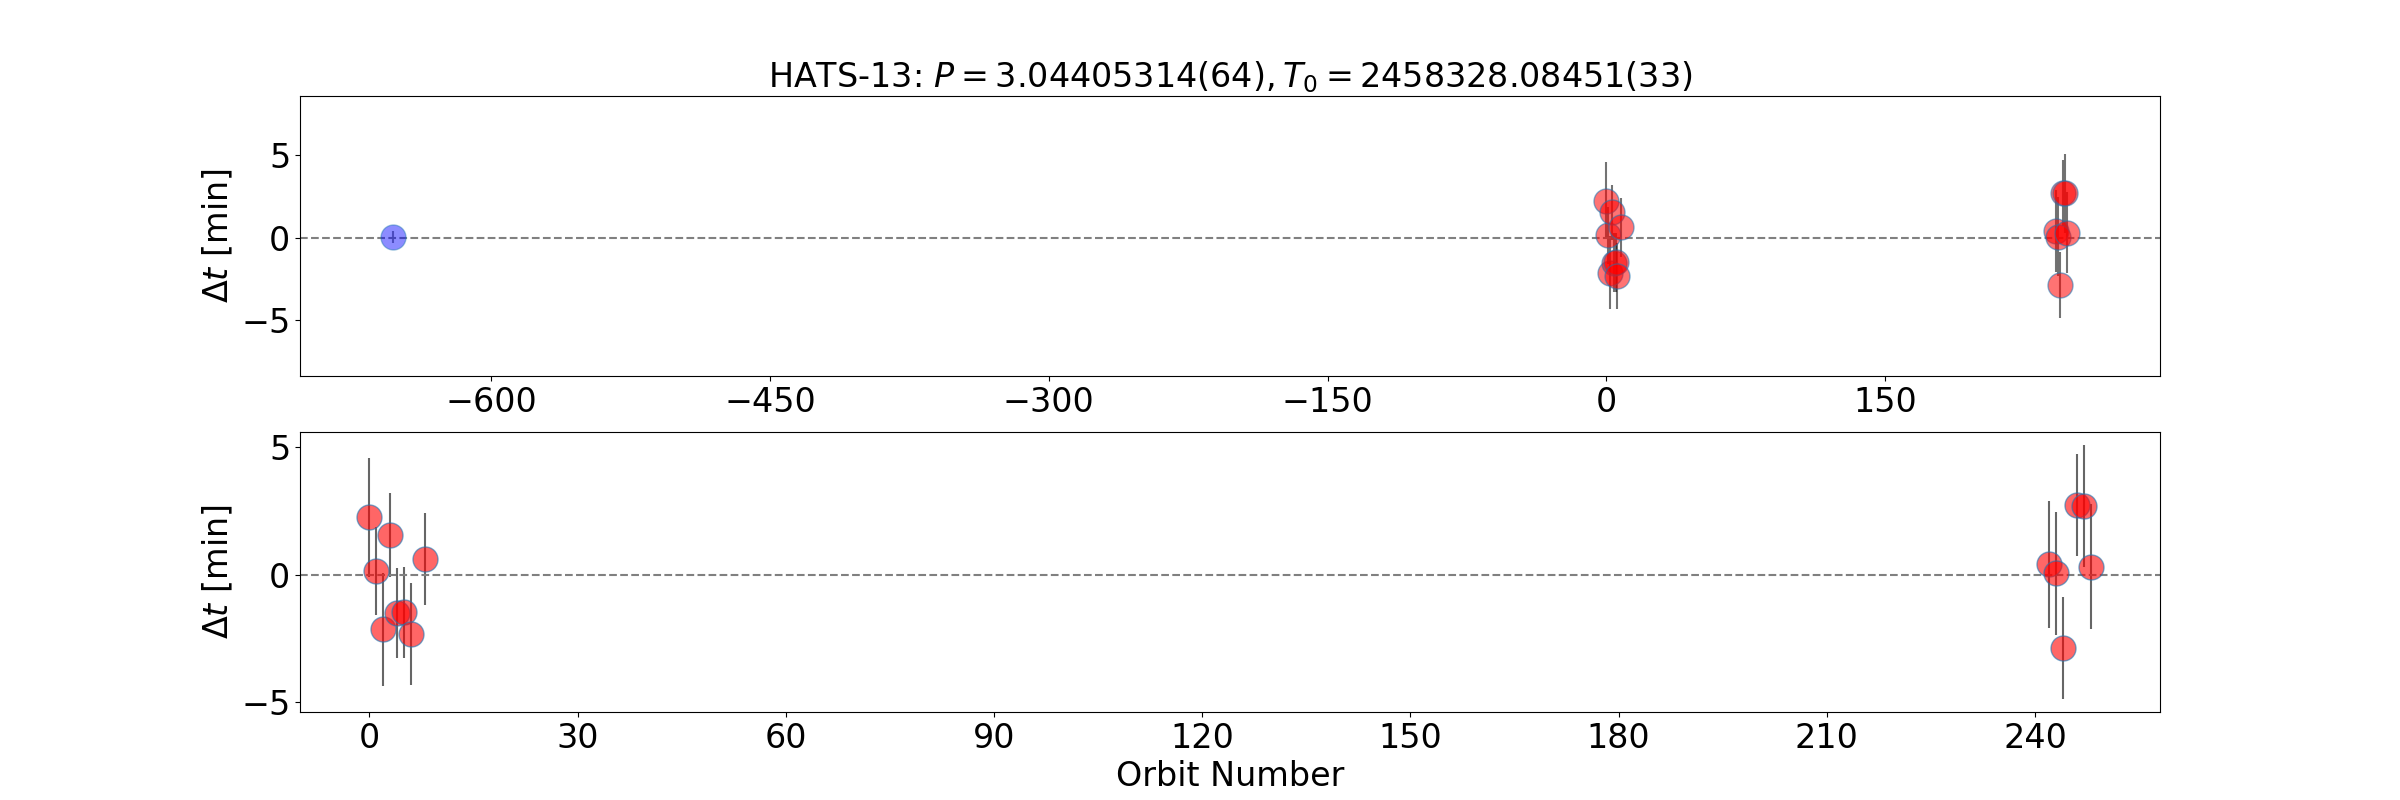 HATS-13: P = 3.04405314(64), T₀ = 2458328.08451(33)
Δt [min]
5
0
−5
−600 −450 −300 −150 0 150
Δt [min]
5
0
−5
0 30 60 90 120 150 180 210 240
Orbit Number